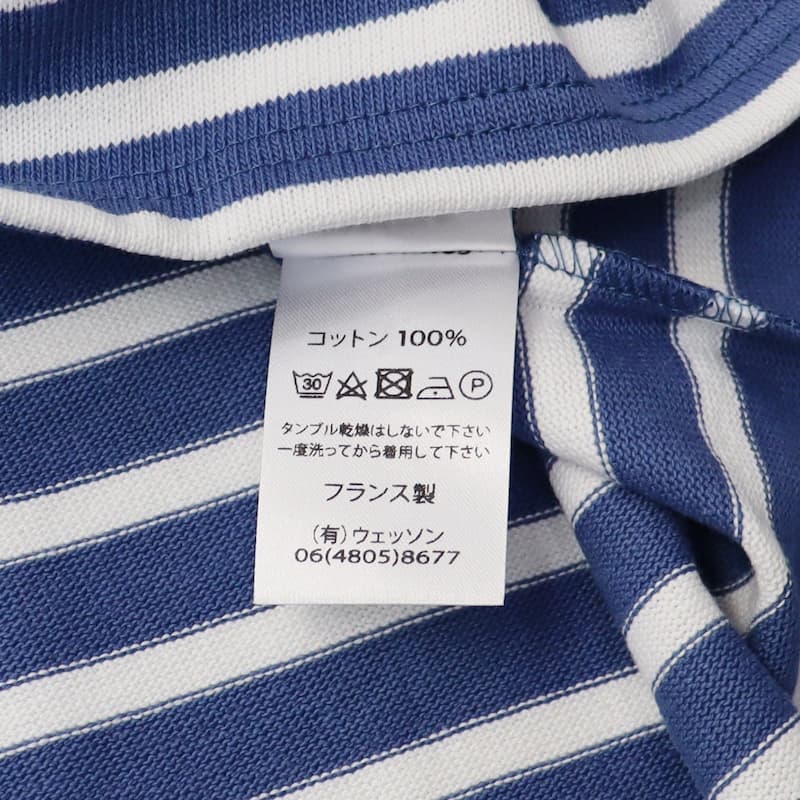 コットン 100%
30 P
タンブル乾燥はしないで下さい
一度洗ってから着用して下さい
フランス製
(有)ウェッソン
06(4805)8677